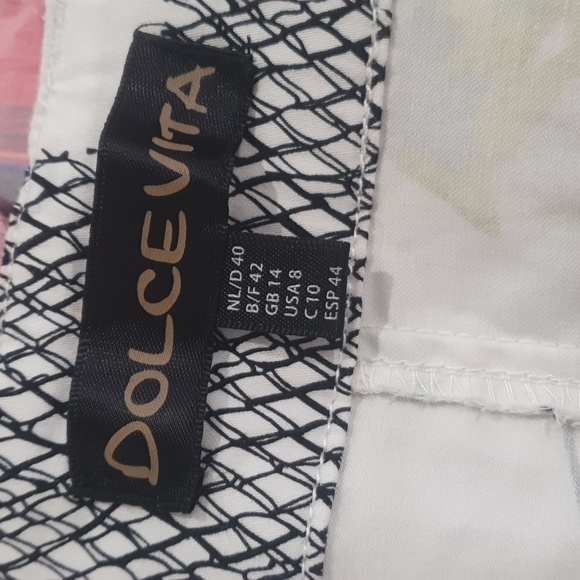 DOLCE VITA
NL/D 40
B/F 42
GB 14
USA 8
C 10
ESP 44